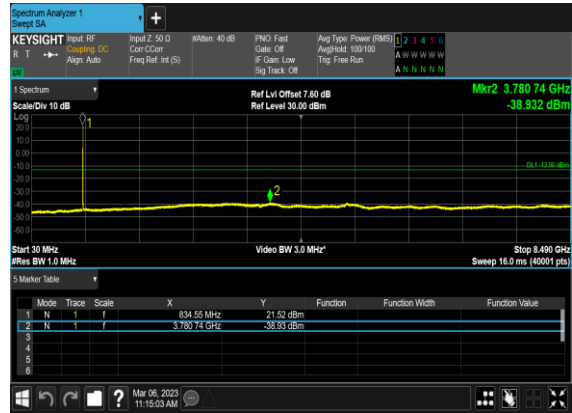 Spectrum Analyzer 1
Swept SA
+
KEYSIGHT Input: RF Input Z: 50 Ω #Atten: 40 dB PNO: Fast Avg Type: Power (RMS) 1 2 3 4 5 6
R T Coupling: DC Corr CCorr Gate: Off Avg|Hold: 100/100 A W W W W W
Align: Auto Freq Ref: Int (S) IF Gain: Low Trig: Free Run
Sig Track: Off A N N N N N
1 Spectrum
Ref Lvl Offset 7.60 dB Mkr2 3.780 74 GHz
Scale/Div 10 dB Ref Level 30.00 dBm -38.932 dBm
Log
20.0
1
10.0
0.00
-10.0
DL1 -13.00 dBm
-20.0
-30.0
2
-40.0
-50.0
-60.0
Start 30 MHz Video BW 3.0 MHz* Stop 8.490 GHz
#Res BW 1.0 MHz Sweep 16.0 ms (40001 pts)
5 Marker Table
Mode Trace Scale X Y Function Function Width Function Value
1 N 1 f 834.55 MHz 21.52 dBm
2 N 1 f 3.780 74 GHz -38.93 dBm
3
4
5
6
? Mar 06, 2023
11:15:03 AM